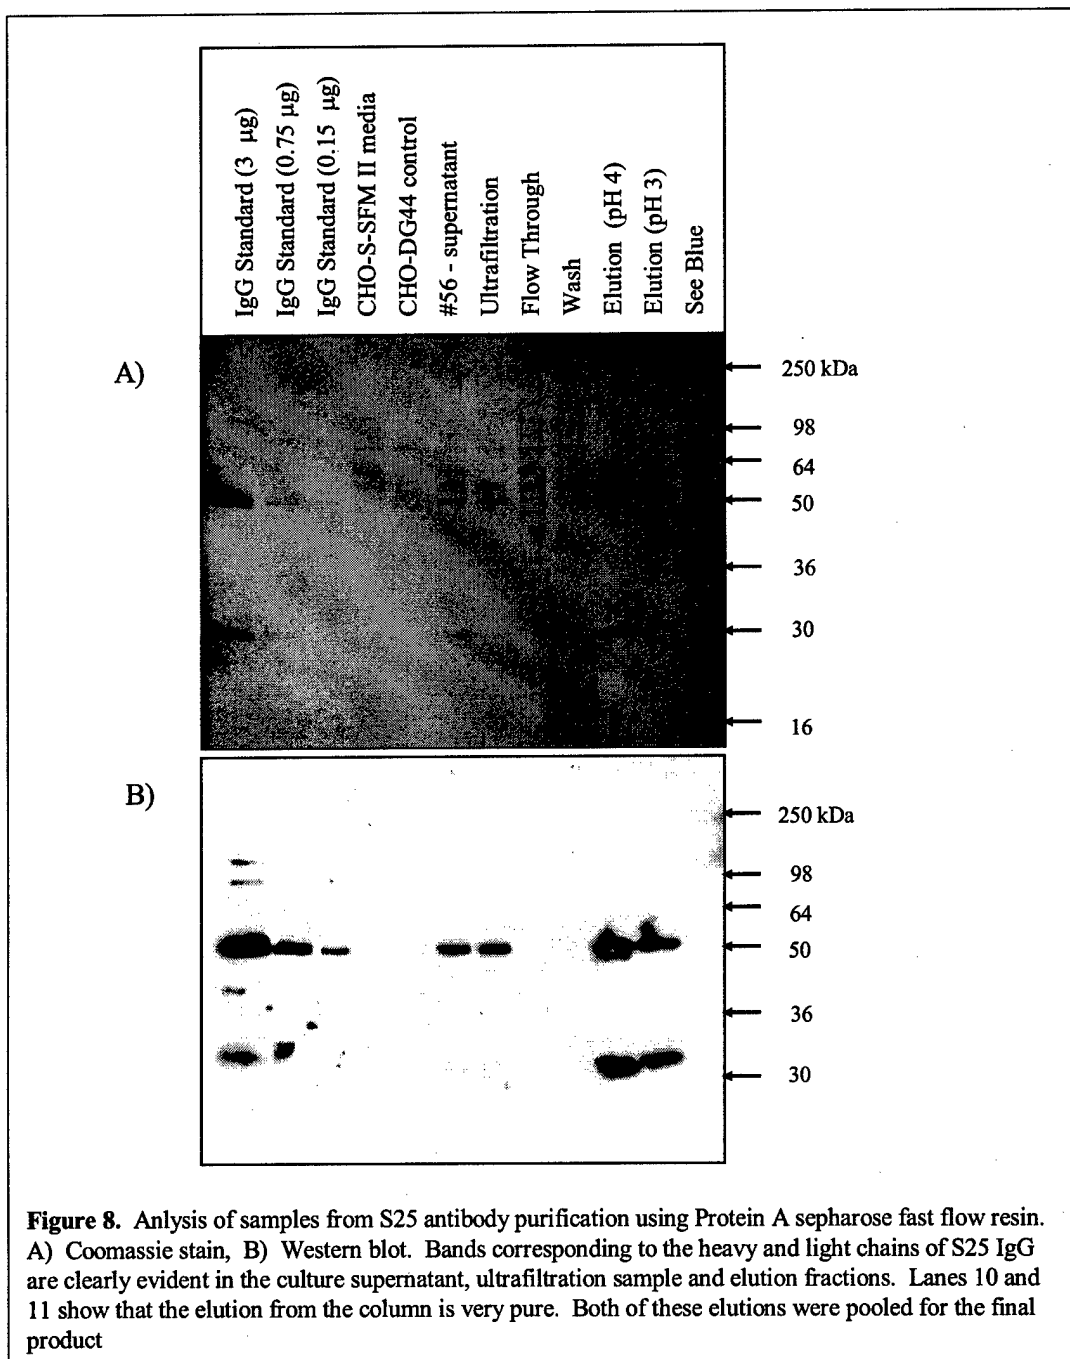 IgG Standard (3 µg)
IgG Standard (0.75 µg)
IgG Standard (0.15 µg)
CHO-S-SFM II media
CHO-DG44 control
#56 - supernatant
Ultrafiltration
Flow Through
Wash
Elution (pH 4)
Elution (pH 3)
See Blue
A)
250 kDa
98
64
50
36
30
16
B)
250 kDa
98
64
50
36
30
Figure 8. Anlysis of samples from S25 antibody purification using Protein A sepharose fast flow resin.
A) Coomassie stain, B) Western blot. Bands corresponding to the heavy and light chains of S25 IgG
are clearly evident in the culture supernatant, ultrafiltration sample and elution fractions. Lanes 10 and
11 show that the elution from the column is very pure. Both of these elutions were pooled for the final
product